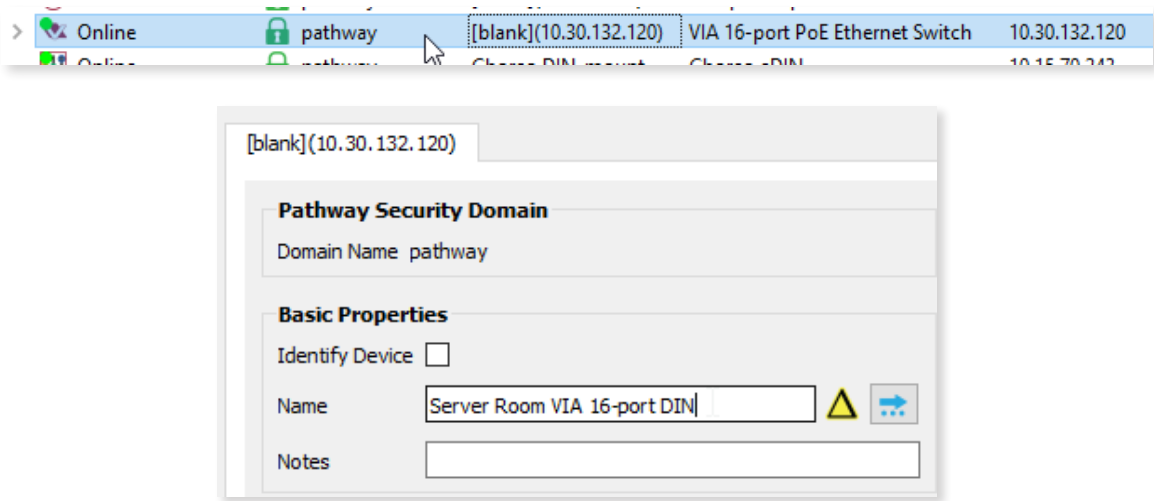 Online pathway [blank](10.30.132.120) VIA 16-port PoE Ethernet Switch 10.30.132.120
[blank](10.30.132.120)
Pathway Security Domain
Domain Name pathway
Basic Properties
Identify Device
Name Server Room VIA 16-port DIN
Notes